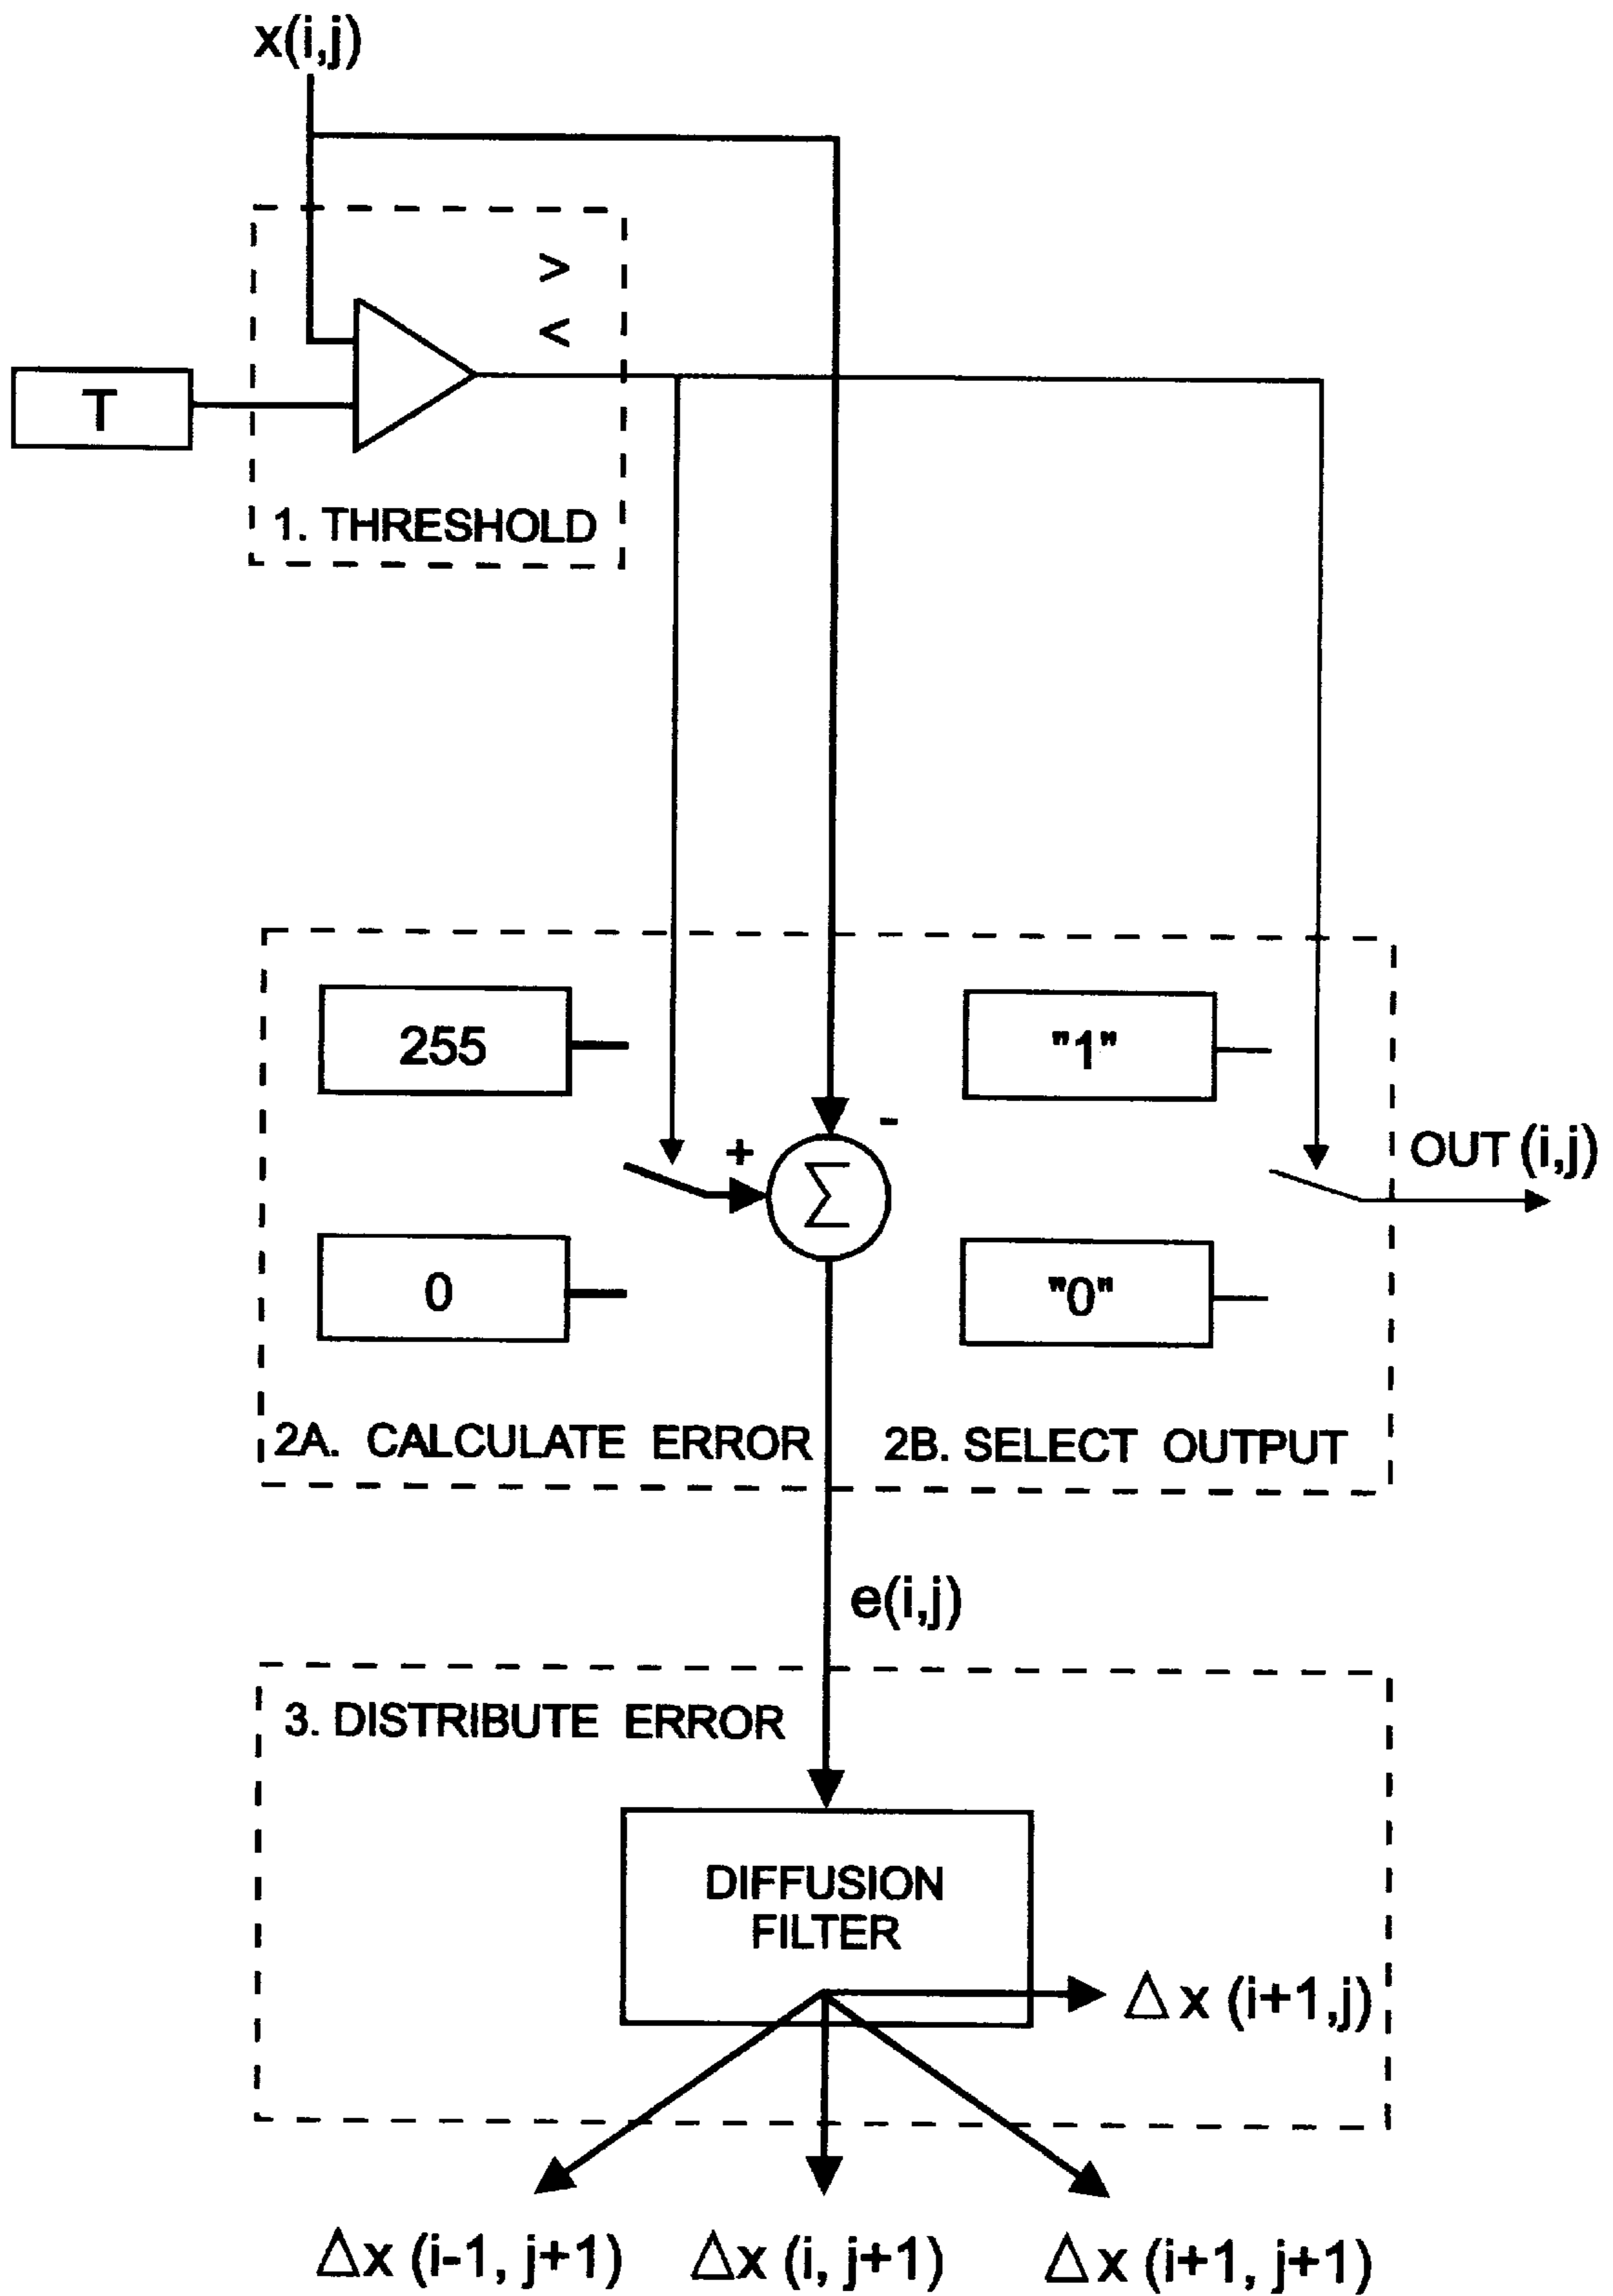 x(i,j)
>
<
T
1. THRESHOLD
255
"1"
+
-
Σ
OUT (i,j)
0
"0"
2A. CALCULATE ERROR
2B. SELECT OUTPUT
e(i,j)
3. DISTRIBUTE ERROR
DIFFUSION
FILTER
Δx (i+1,j)
Δx (i-1, j+1)
Δx (i, j+1)
Δx (i+1, j+1)